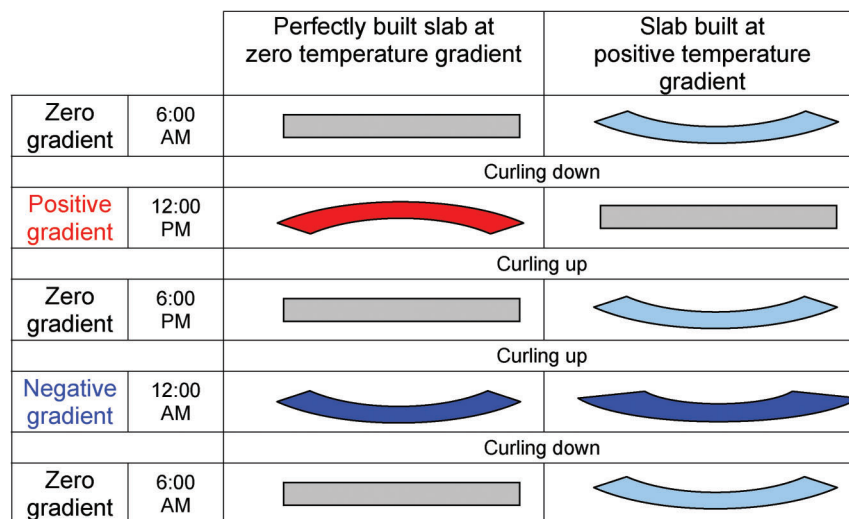 Perfectly built slab at
zero temperature gradient
Slab built at
positive temperature
gradient
Zero
gradient
6:00
AM
Curling down
Positive
gradient
12:00
PM
Curling up
Zero
gradient
6:00
PM
Curling up
Negative
gradient
12:00
AM
Curling down
Zero
gradient
6:00
AM